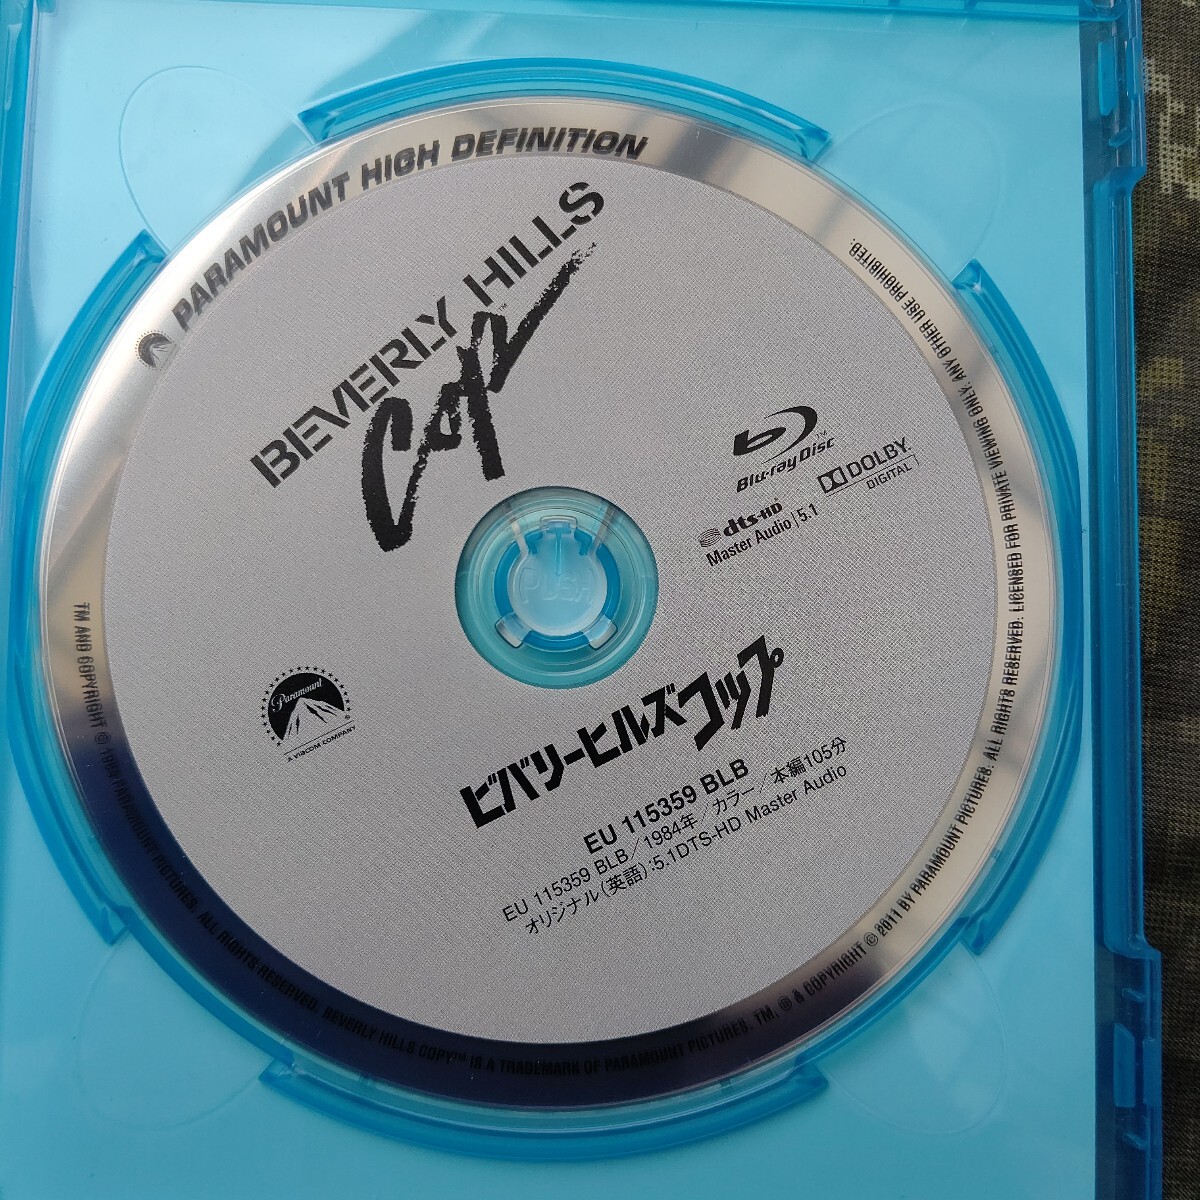 PARAMOUNT HIGH DEFINITION
BEVERLY HILLS
COP™
Blu-ray Disc™
DOLBY
DIGITAL
dts-HD
Master Audio | 5.1
Push
Paramount
A VIACOM COMPANY
ビバリーヒルズコップ
EU 115359 BLB
EU 115359 BLB／1984年／カラー／本編105分
オリジナル（英語）:5.1DTS-HD Master Audio
TM AND COPYRIGHT © BY PARAMOUNT PICTURES. ALL RIGHTS RESERVED. BEVERLY HILLS COP™ IS A TRADEMARK OF PARAMOUNT PICTURES. TM, ® & COPYRIGHT © 2011 BY PARAMOUNT PICTURES. ALL RIGHTS RESERVED. LICENSED FOR PRIVATE VIEWING ONLY. ANY OTHER USE PROHIBITED.